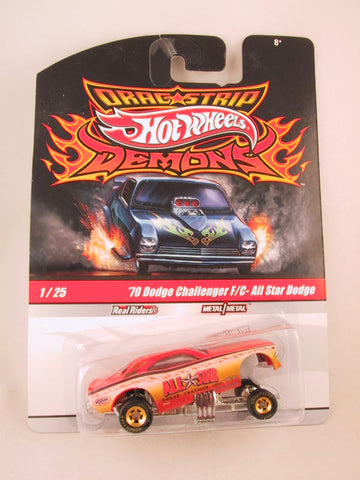 8+
DRAG STRIP
Hot Wheels
DEMONS
TM
1 / 25
'70 Dodge Challenger F/C- All Star Dodge
Real Riders
METAL/METAL
ALL STAR